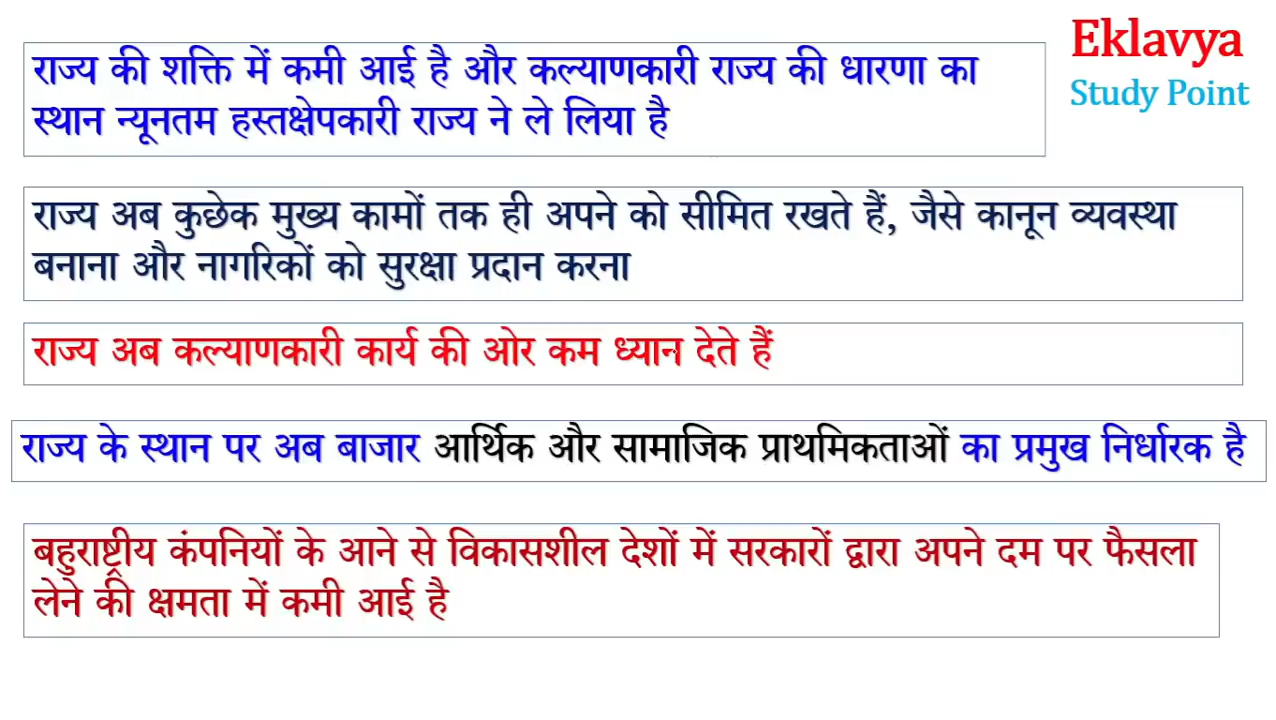 Eklavya
Study Point
राज्य की शक्ति में कमी आई है और कल्याणकारी राज्य की धारणा का
स्थान न्यूनतम हस्तक्षेपकारी राज्य ने ले लिया है
राज्य अब कुछेक मुख्य कामों तक ही अपने को सीमित रखते हैं, जैसे कानून व्यवस्था
बनाना और नागरिकों को सुरक्षा प्रदान करना
राज्य अब कल्याणकारी कार्य की ओर कम ध्यान देते हैं
राज्य के स्थान पर अब बाजार आर्थिक और सामाजिक प्राथमिकताओं का प्रमुख निर्धारक है
बहुराष्ट्रीय कंपनियों के आने से विकासशील देशों में सरकारों द्वारा अपने दम पर फैसला
लेने की क्षमता में कमी आई है